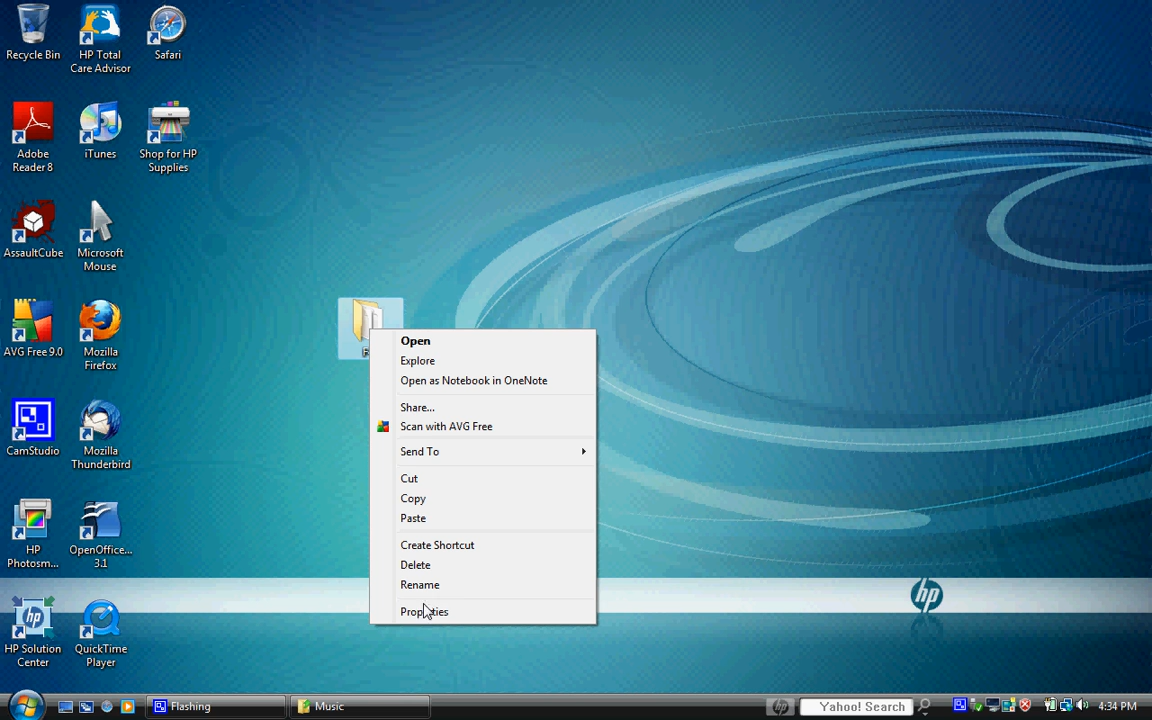 Recycle Bin
HP Total
Care Advisor
Safari
Adobe
Reader 8
iTunes
Shop for HP
Supplies
AssaultCube
Microsoft
Mouse
AVG Free 9.0
Mozilla
Firefox
CamStudio
Mozilla
Thunderbird
HP
Photosm...
OpenOffice...
3.1
HP Solution
Center
QuickTime
Player
Open
Explore
Open as Notebook in OneNote
Share...
Scan with AVG Free
Send To
Cut
Copy
Paste
Create Shortcut
Delete
Rename
Properties
hp
Flashing
Music
hp
Yahoo! Search
4:34 PM